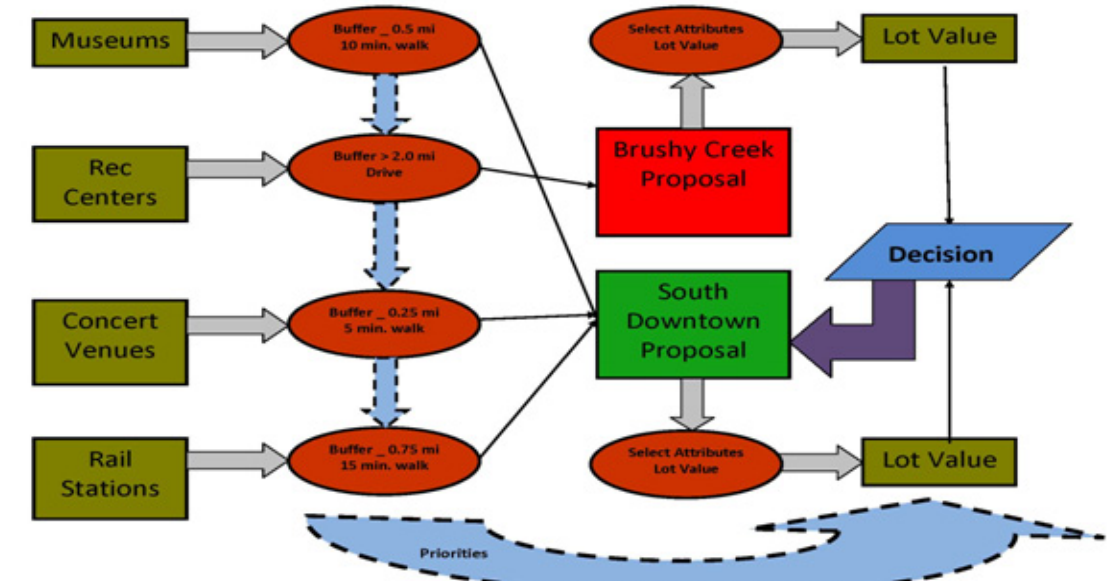 Museums
Buffer _ 0.5 mi
10 min. walk
Select Attributes
Lot Value
Lot Value
Rec
Centers
Buffer > 2.0 mi
Drive
Brushy Creek
Proposal
Decision
Concert
Venues
Buffer _ 0.25 mi
5 min. walk
South
Downtown
Proposal
Rail
Stations
Buffer _ 0.75 mi
15 min. walk
Select Attributes
Lot Value
Lot Value
Priorities